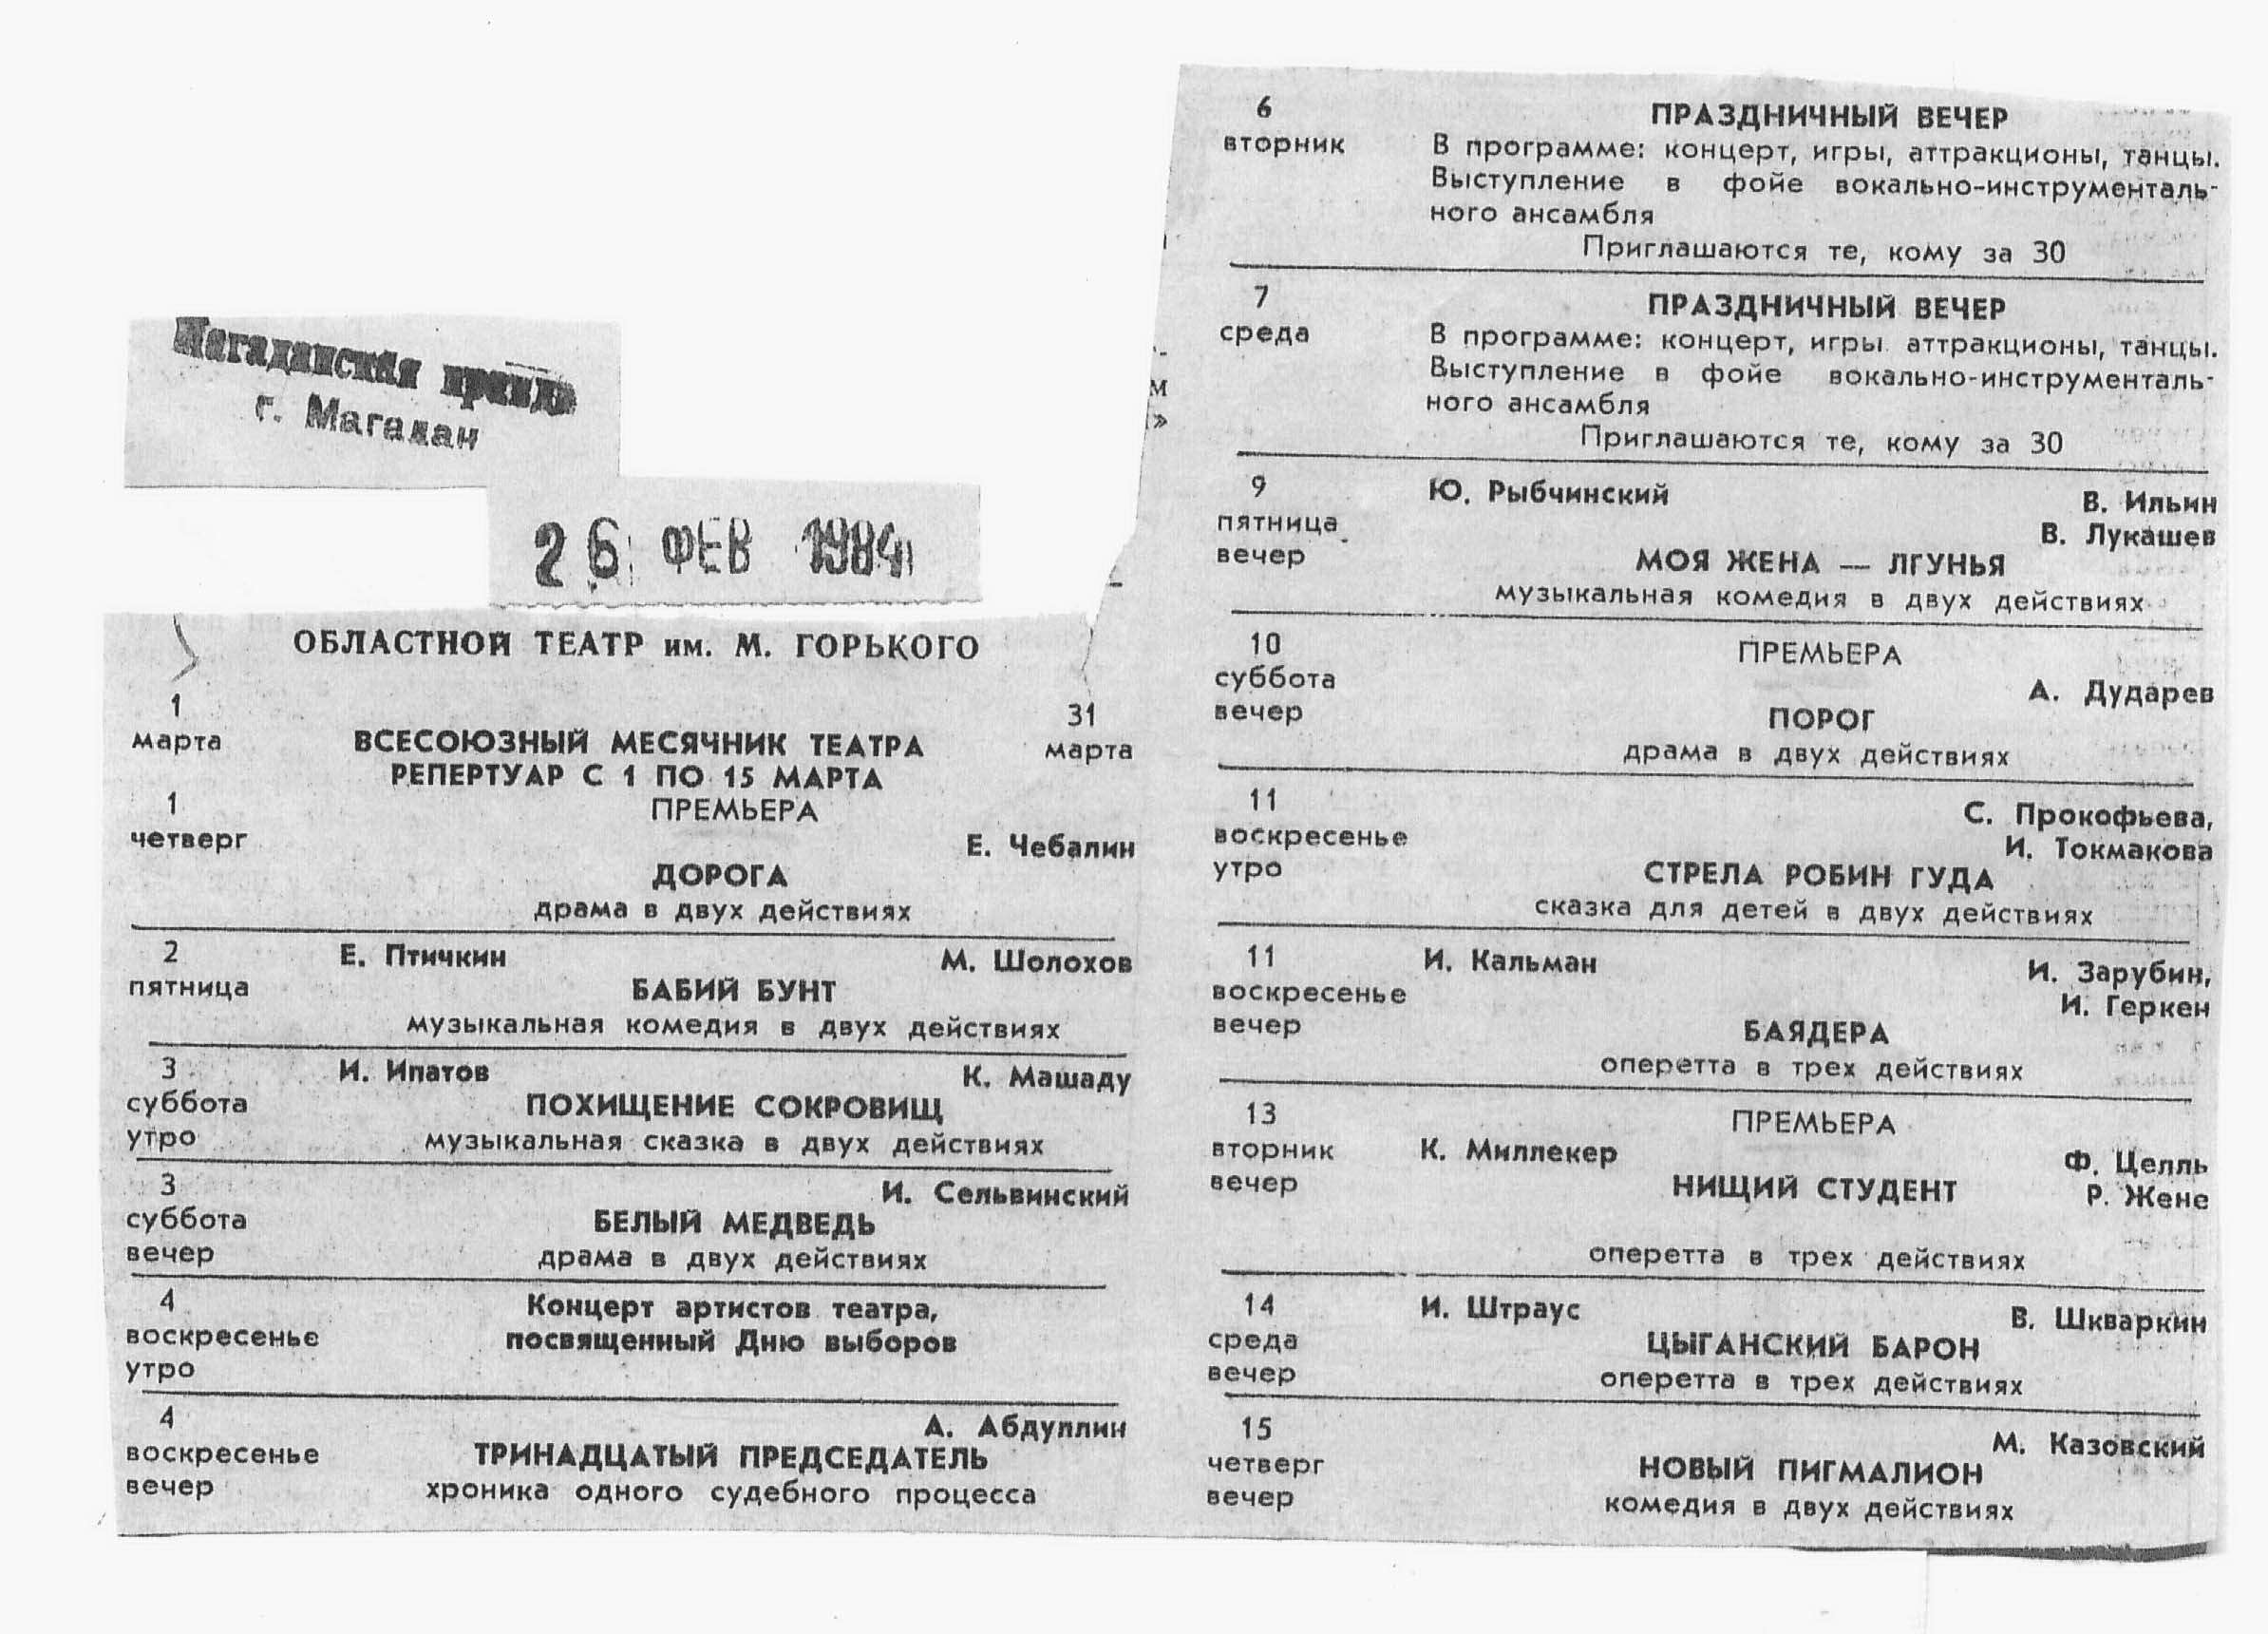 Магаданская правда
г. Магадан
26 ФЕВ 1984
ОБЛАСТНОЙ ТЕАТР им. М. ГОРЬКОГО
1
марта
31
марта
ВСЕСОЮЗНЫЙ МЕСЯЧНИК ТЕАТРА
РЕПЕРТУАР С 1 ПО 15 МАРТА
1
четверг
ПРЕМЬЕРА
Е. Чебалин
ДОРОГА
драма в двух действиях
2
пятница
Е. Птичкин М. Шолохов
БАБИЙ БУНТ
музыкальная комедия в двух действиях
3
суббота
утро
И. Ипатов К. Машаду
ПОХИЩЕНИЕ СОКРОВИЩ
музыкальная сказка в двух действиях
3
суббота
вечер
И. Сельвинский
БЕЛЫЙ МЕДВЕДЬ
драма в двух действиях
4
воскресенье
утро
Концерт артистов театра,
посвященный Дню выборов
4
воскресенье
вечер
А. Абдуллин
ТРИНАДЦАТЫЙ ПРЕДСЕДАТЕЛЬ
хроника одного судебного процесса
6
вторник
ПРАЗДНИЧНЫЙ ВЕЧЕР
В программе: концерт, игры, аттракционы, танцы.
Выступление в фойе вокально-инструменталь-
ного ансамбля
Приглашаются те, кому за 30
7
среда
ПРАЗДНИЧНЫЙ ВЕЧЕР
В программе: концерт, игры аттракционы, танцы.
Выступление в фойе вокально-инструменталь-
ного ансамбля
Приглашаются те, кому за 30
9
пятница
вечер
Ю. Рыбчинский В. Ильин
В. Лукашев
МОЯ ЖЕНА — ЛГУНЬЯ
музыкальная комедия в двух действиях
10
суббота
вечер
ПРЕМЬЕРА
А. Дударев
ПОРОГ
драма в двух действиях
11
воскресенье
утро
С. Прокофьева,
И. Токмакова
СТРЕЛА РОБИН ГУДА
сказка для детей в двух действиях
11
воскресенье
вечер
И. Кальман И. Зарубин,
И. Геркен
БАЯДЕРА
оперетта в трех действиях
13
вторник
вечер
ПРЕМЬЕРА
К. Миллекер Ф. Целль
Р. Жене
НИЩИЙ СТУДЕНТ
оперетта в трех действиях
14
среда
вечер
И. Штраус В. Шкваркин
ЦЫГАНСКИЙ БАРОН
оперетта в трех действиях
15
четверг
вечер
М. Казовский
НОВЫЙ ПИГМАЛИОН
комедия в двух действиях